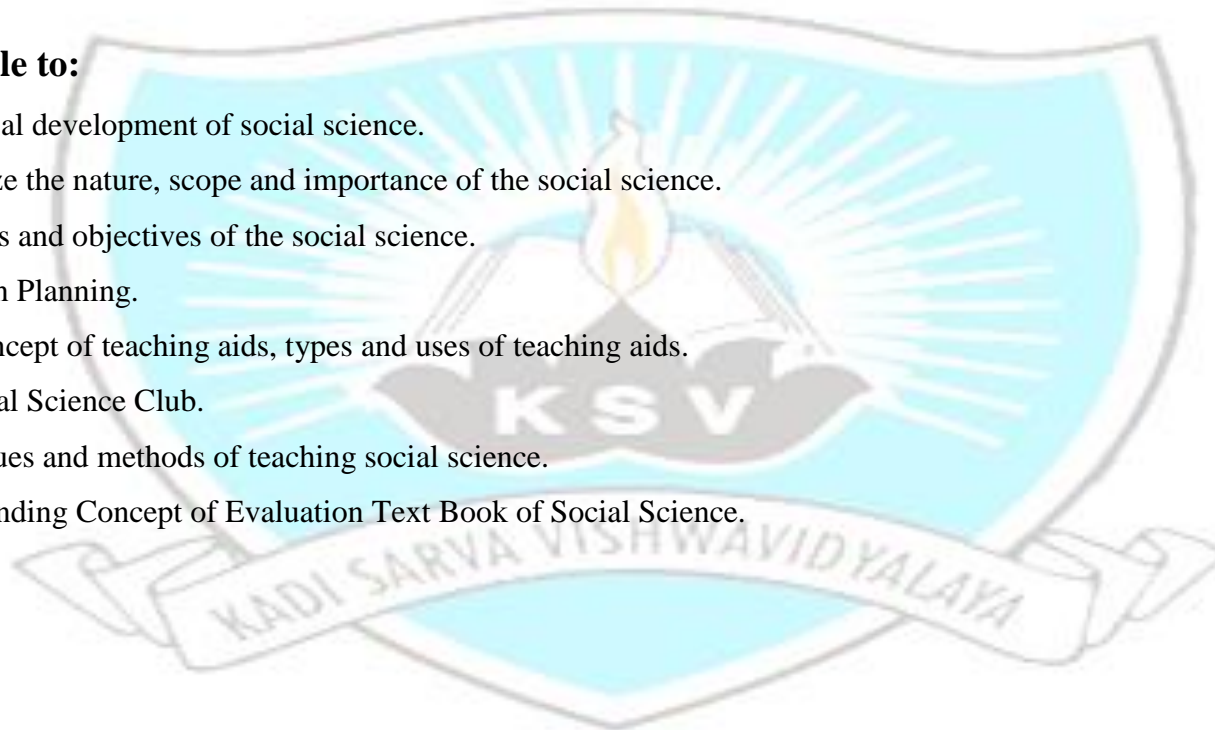 le to:
al development of social science.
ze the nature, scope and importance of the social science.
s and objectives of the social science.
n Planning.
ncept of teaching aids, types and uses of teaching aids.
al Science Club.
ues and methods of teaching social science.
nding Concept of Evaluation Text Book of Social Science.
KSV
KADI SARVA VISHWAVIDYALAYA